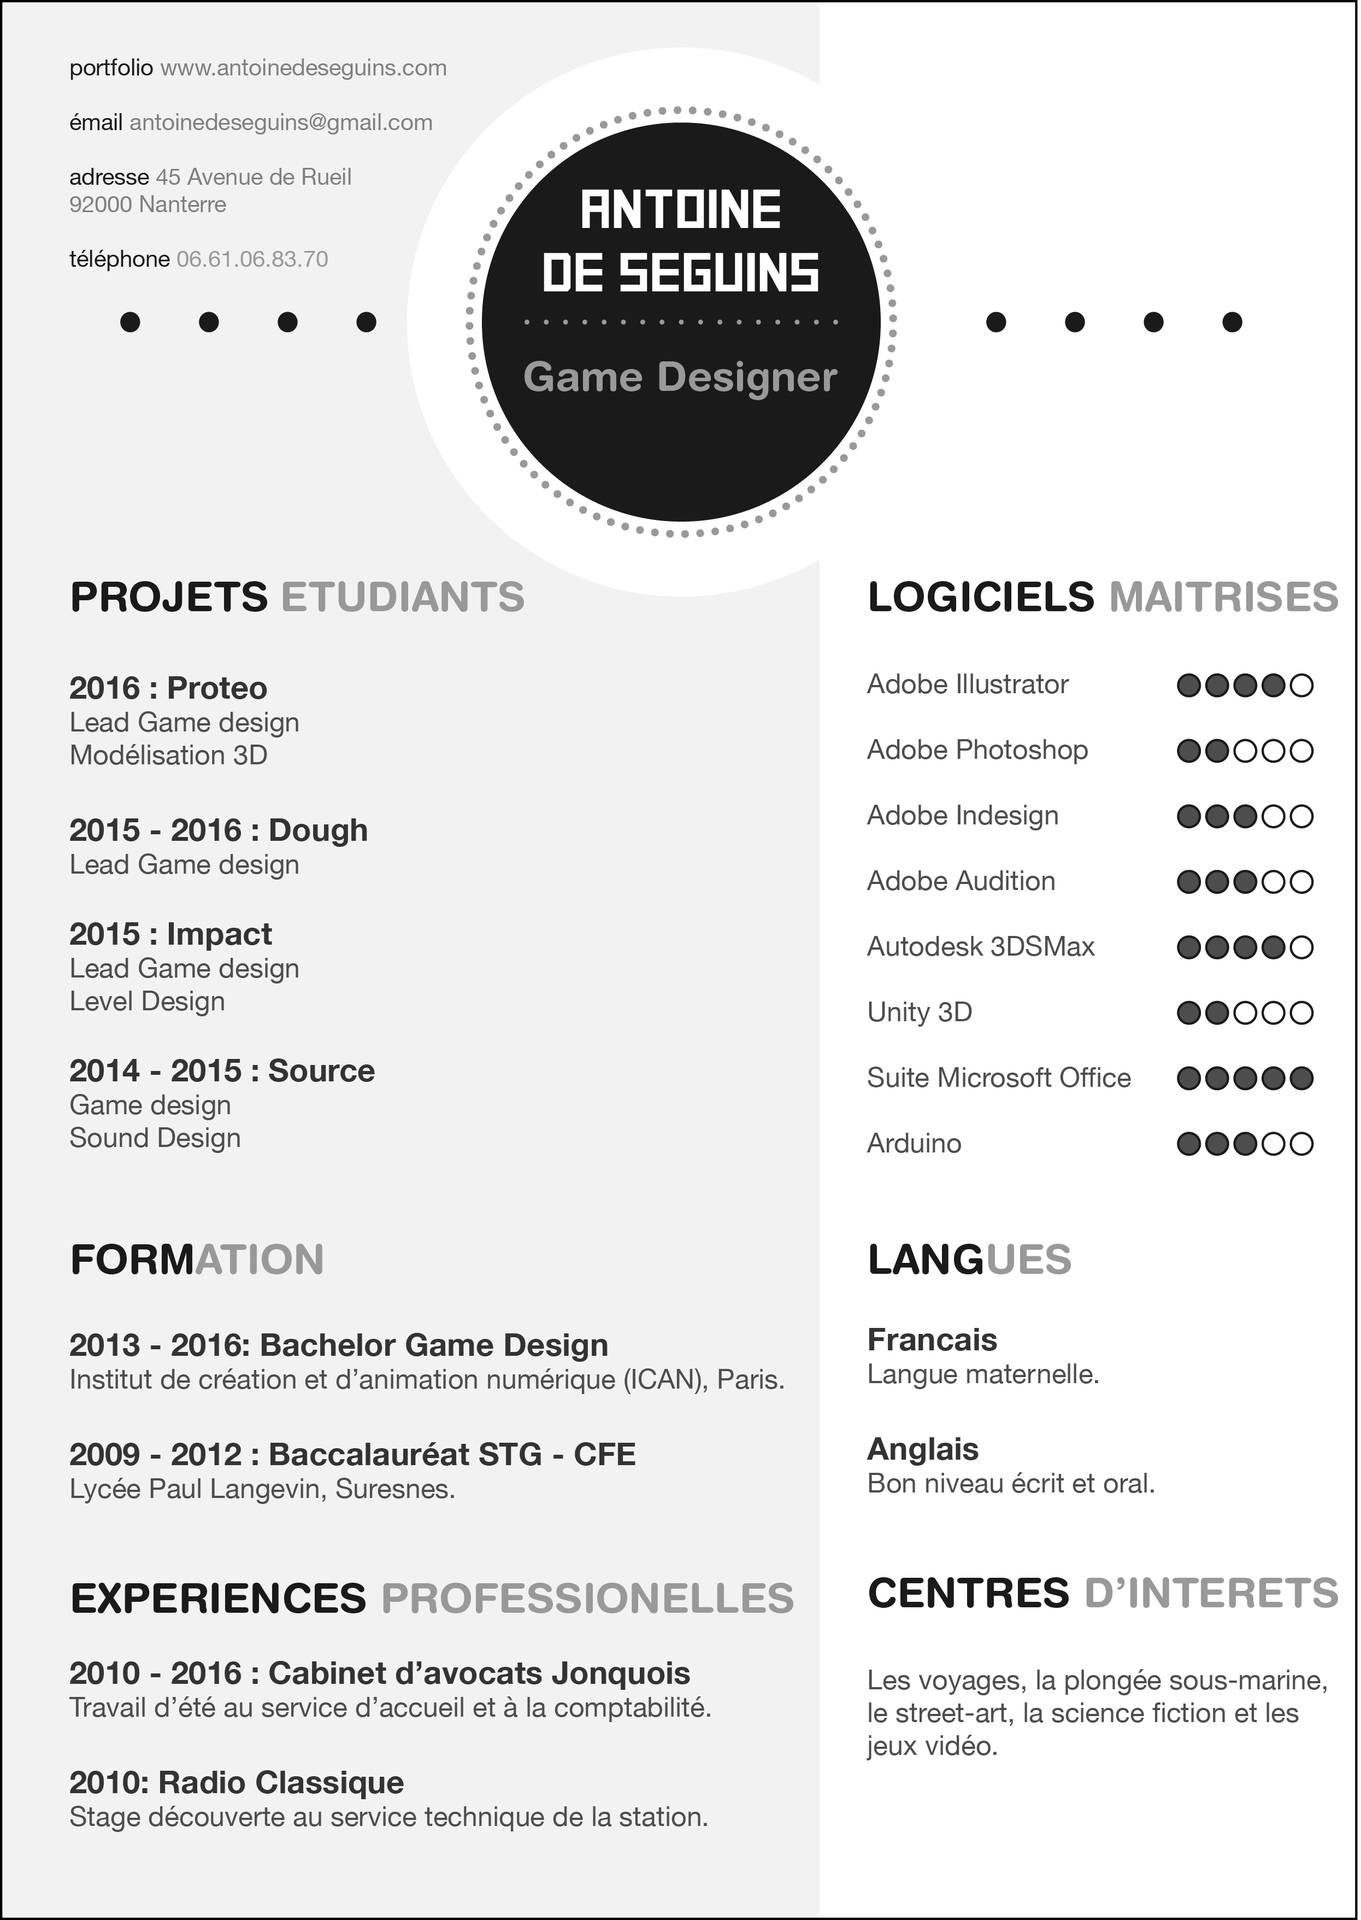 portfolio www.antoinedeseguins.com
émail antoinedeseguins@gmail.com
adresse 45 Avenue de Rueil
92000 Nanterre
téléphone 06.61.06.83.70
ANTOINE
DE SEGUINS
Game Designer
PROJETS ETUDIANTS
2016 : Proteo
Lead Game design
Modélisation 3D
2015 - 2016 : Dough
Lead Game design
2015 : Impact
Lead Game design
Level Design
2014 - 2015 : Source
Game design
Sound Design
FORMATION
2013 - 2016: Bachelor Game Design
Institut de création et d’animation numérique (ICAN), Paris.
2009 - 2012 : Baccalauréat STG - CFE
Lycée Paul Langevin, Suresnes.
EXPERIENCES PROFESSIONELLES
2010 - 2016 : Cabinet d’avocats Jonquois
Travail d’été au service d’accueil et à la comptabilité.
2010: Radio Classique
Stage découverte au service technique de la station.
LOGICIELS MAITRISES
Adobe Illustrator
Adobe Photoshop
Adobe Indesign
Adobe Audition
Autodesk 3DSMax
Unity 3D
Suite Microsoft Office
Arduino
LANGUES
Francais
Langue maternelle.
Anglais
Bon niveau écrit et oral.
CENTRES D’INTERETS
Les voyages, la plongée sous-marine,
le street-art, la science fiction et les
jeux vidéo.